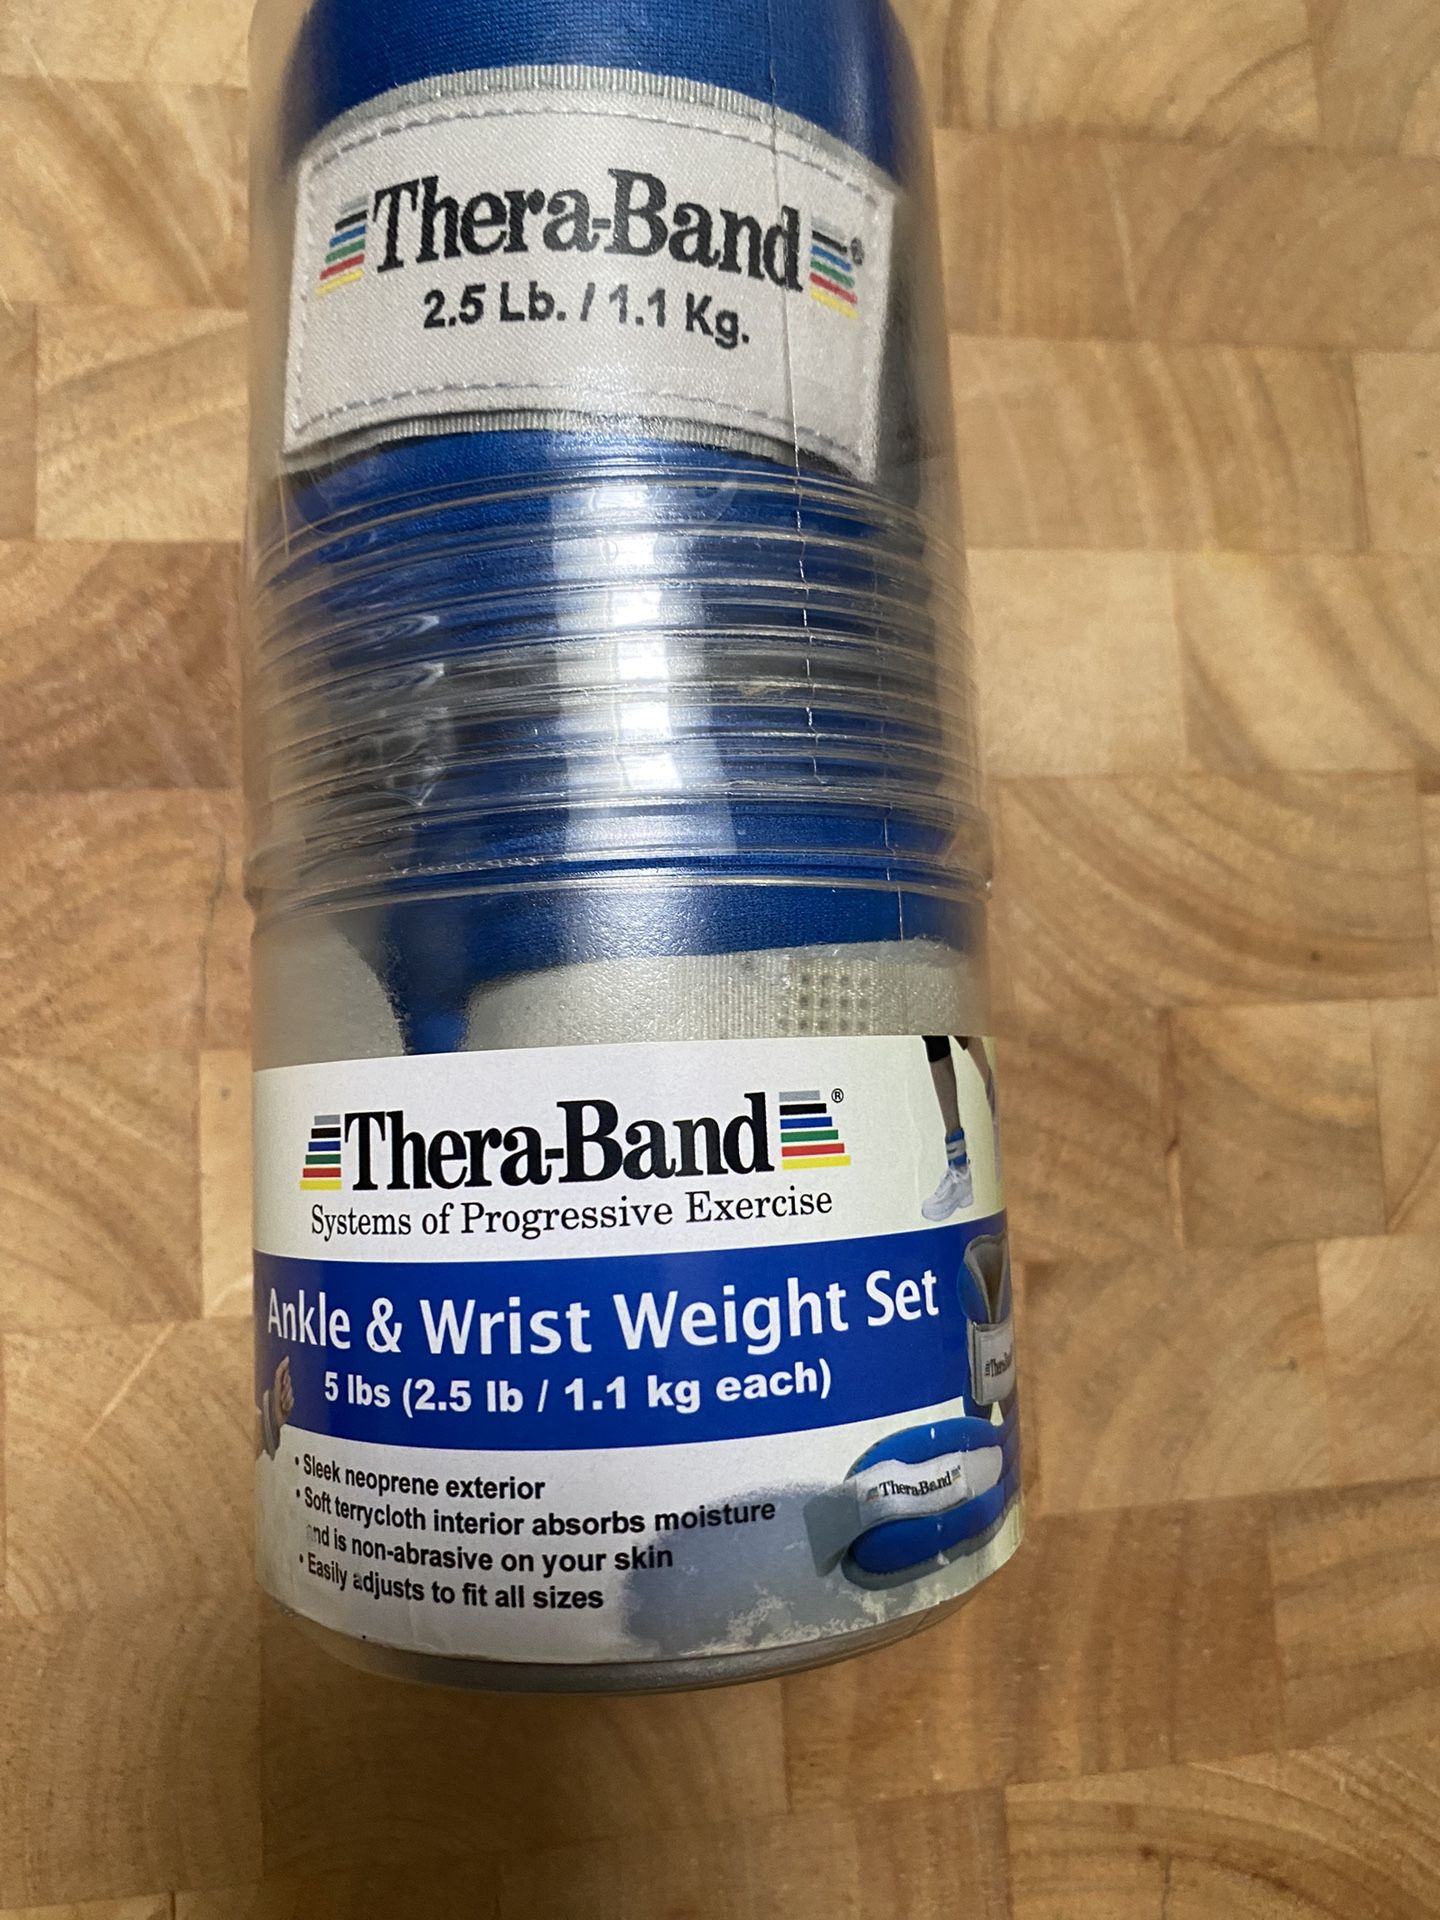 Thera-Band®
2.5 Lb. / 1.1 Kg.
Thera-Band®
Systems of Progressive Exercise
Ankle & Wrist Weight Set
5 lbs (2.5 lb / 1.1 kg each)
• Sleek neoprene exterior
• Soft terrycloth interior absorbs moisture
and is non-abrasive on your skin
• Easily adjusts to fit all sizes
Thera-Band